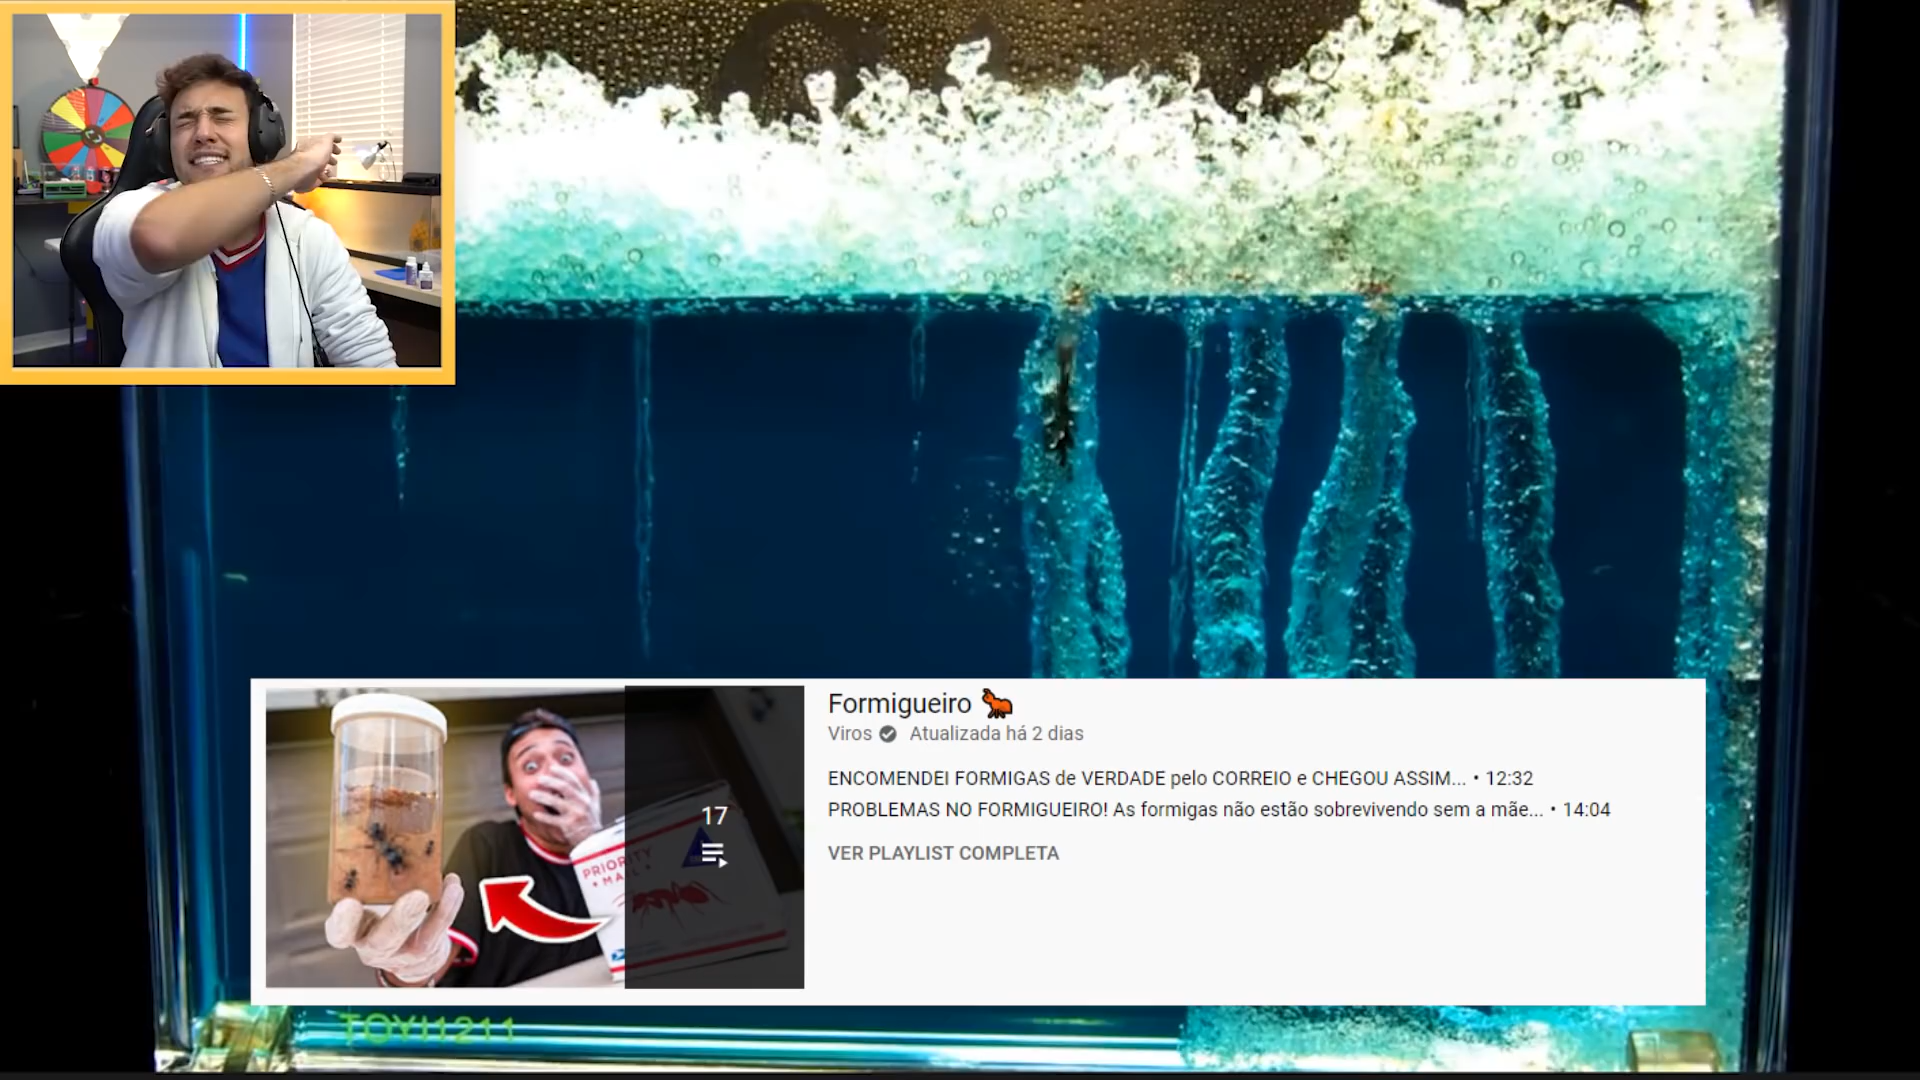 Formigueiro
Viros Atualizada há 2 dias
ENCOMENDEI FORMIGAS de VERDADE pelo CORREIO e CHEGOU ASSIM... • 12:32
PROBLEMAS NO FORMIGUEIRO! As formigas não estão sobrevivendo sem a mãe... • 14:04
VER PLAYLIST COMPLETA
17
PRIORITY
MAIL
TOYI1211